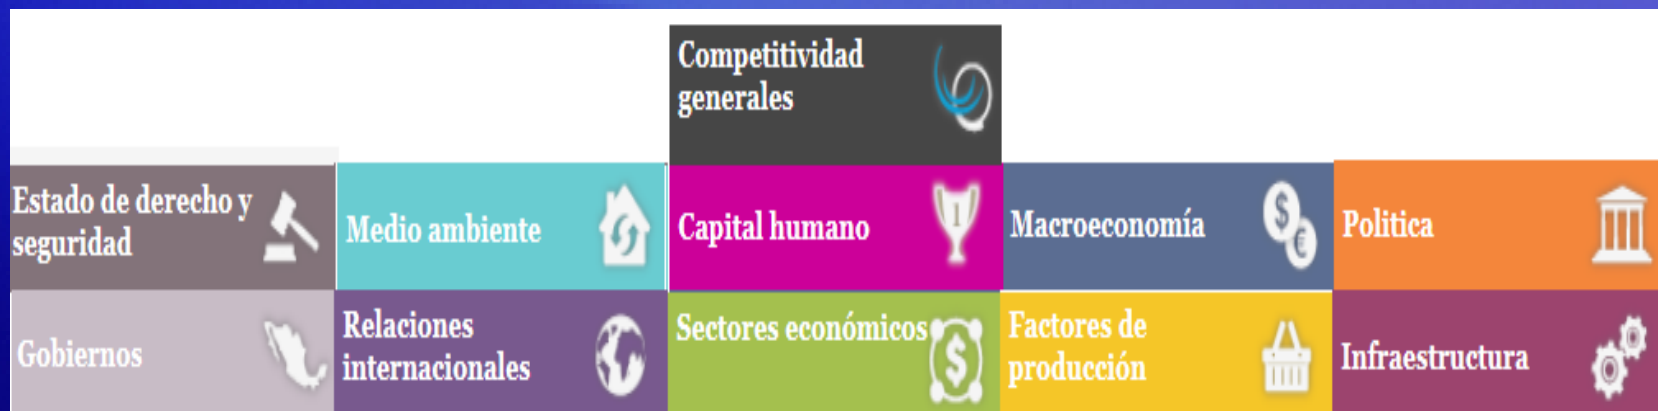 Competitividad
generales
Estado de derecho y
seguridad
Medio ambiente
Capital humano
1
Macroeconomía
$
€
Politica
Gobiernos
Relaciones
internacionales
Sectores económicos
$
Factores de
producción
Infraestructura